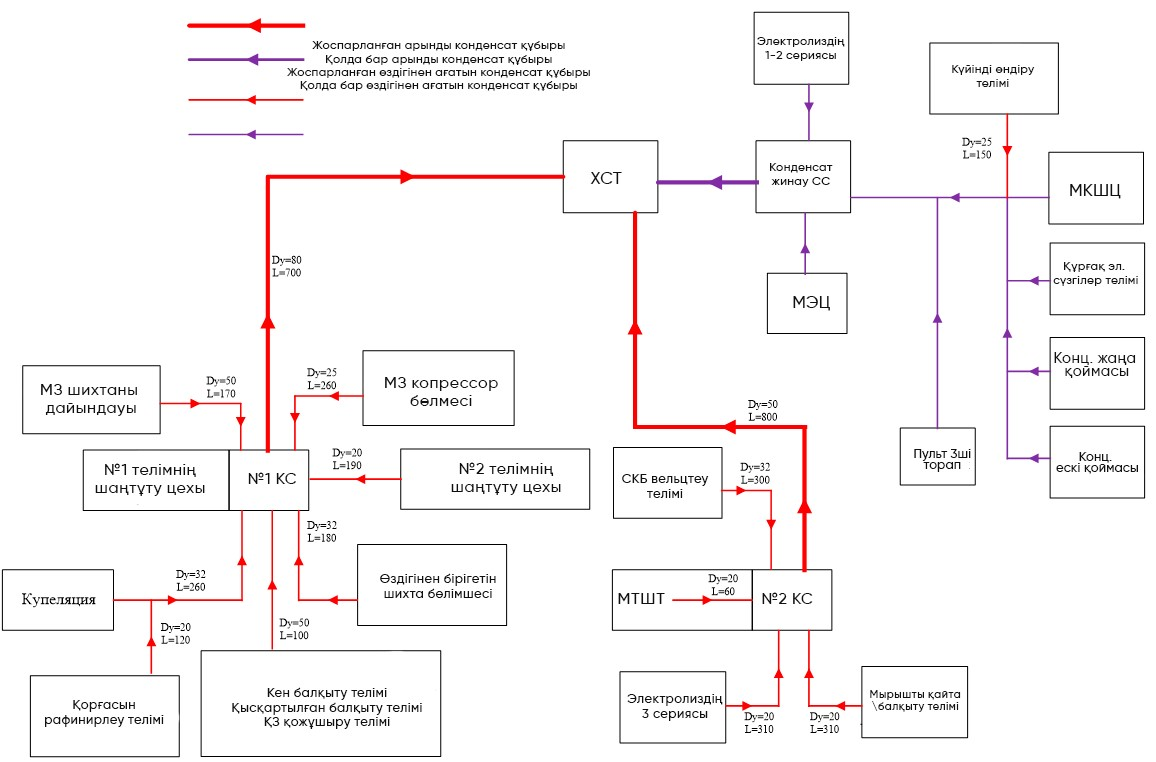 Жоспарланған арынды конденсат құбыры
Қолда бар арынды конденсат құбыры
Жоспарланған өздігінен ағатын конденсат құбыры
Қолда бар өздігінен ағатын конденсат құбыры
Электролиздің
1-2 сериясы
Күйінді өндіру
телімі
Dy=25
L=150
ХСТ
Конденсат
жинау СС
МКШЦ
Құрғақ эл.
сүзгілер телімі
МЭЦ
Dy=80
L=700
Конц. жаңа
қоймасы
МЗ шихтаны
дайындауы
Dy=50
L=170
Dy=25
L=260
МЗ копрессор
бөлмесі
Dy=50
L=800
№1 телімнің
шаңтұту цехы
№1 КС
Dy=20
L=190
№2 телімнің
шаңтұту цехы
СКБ вельцтеу
телімі
Dy=32
L=300
Пульт 3ші
торап
Конц.
ескі қоймасы
Dy=32
L=180
Купеляция
Dy=32
L=260
Өздігінен бірігетін
шихта бөлімшесі
МТШТ
Dy=20
L=60
№2 КС
Dy=20
L=120
Dy=50
L=100
Қорғасын
рафинирлеу телімі
Кен балқыту телімі
Қысқартылған балқыту телімі
ҚЗ қожұшыру телімі
Электролиздің
3 сериясы
Dy=20
L=310
Dy=20
L=310
Мырышты қайта
\балқыту телімі